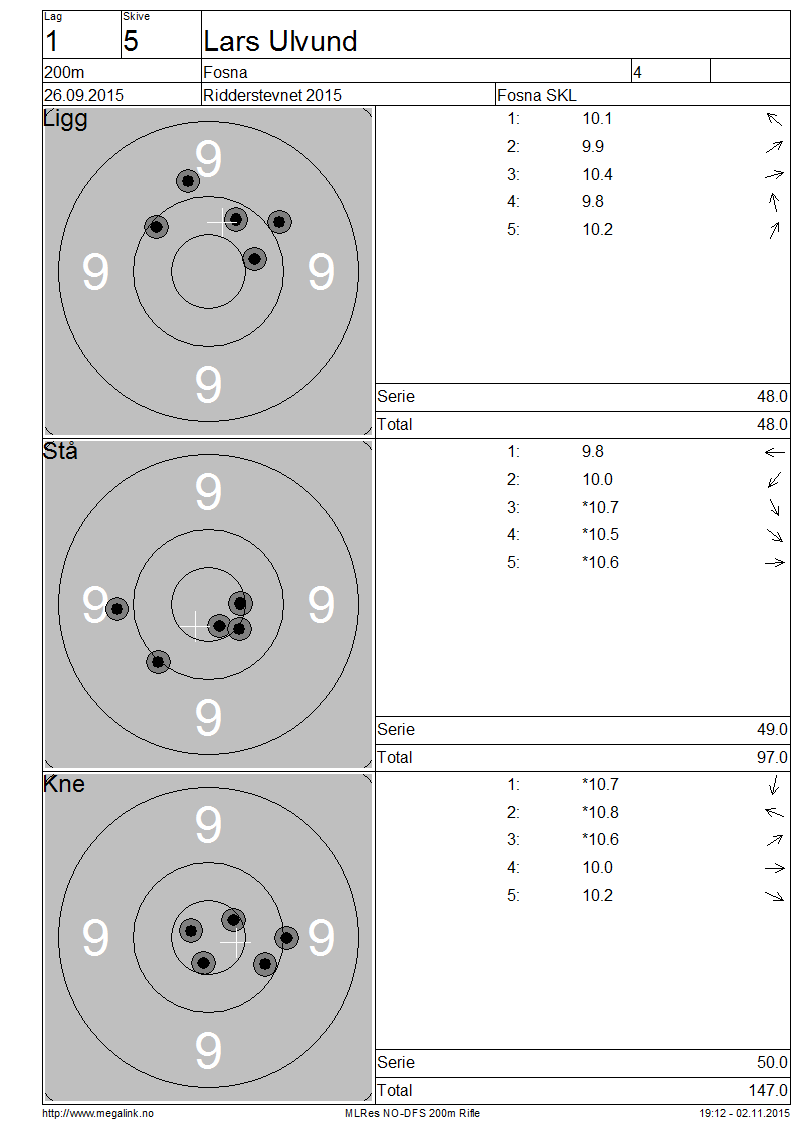 Lag Skive
1 5 Lars Ulvund
200m Fosna 4
26.09.2015 Ridderstevnet 2015 Fosna SKL
Ligg
9
9 9
9
1: 10.1
2: 9.9
3: 10.4
4: 9.8
5: 10.2
Serie 48.0
Total 48.0
Stå
9
9 9
9
1: 9.8
2: 10.0
3: *10.7
4: *10.5
5: *10.6
Serie 49.0
Total 97.0
Kne
9
9 9
9
1: *10.7
2: *10.8
3: *10.6
4: 10.0
5: 10.2
Serie 50.0
Total 147.0
http://www.megalink.no MLRes NO-DFS 200m Rifle 19:12 - 02.11.2015